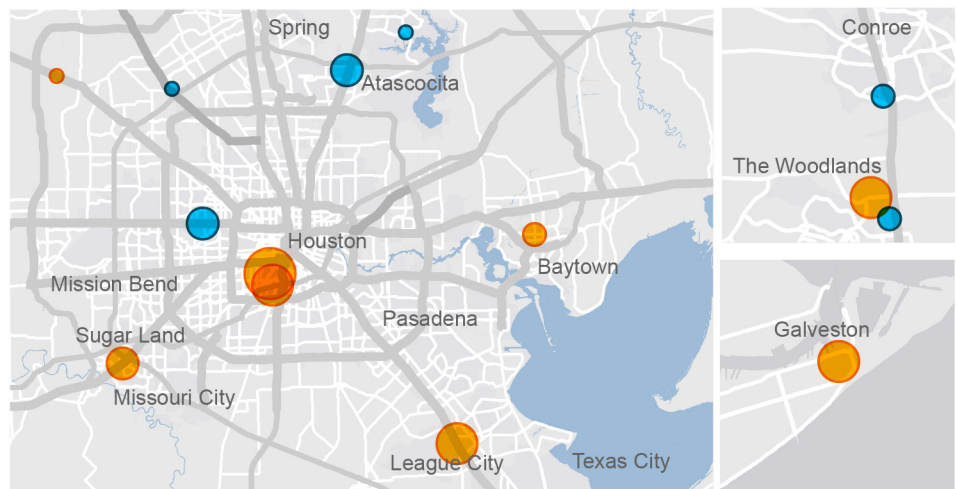 Spring
Atascocita
Houston
Mission Bend
Baytown
Pasadena
Sugar Land
Missouri City
League City
Texas City
Conroe
The Woodlands
Galveston